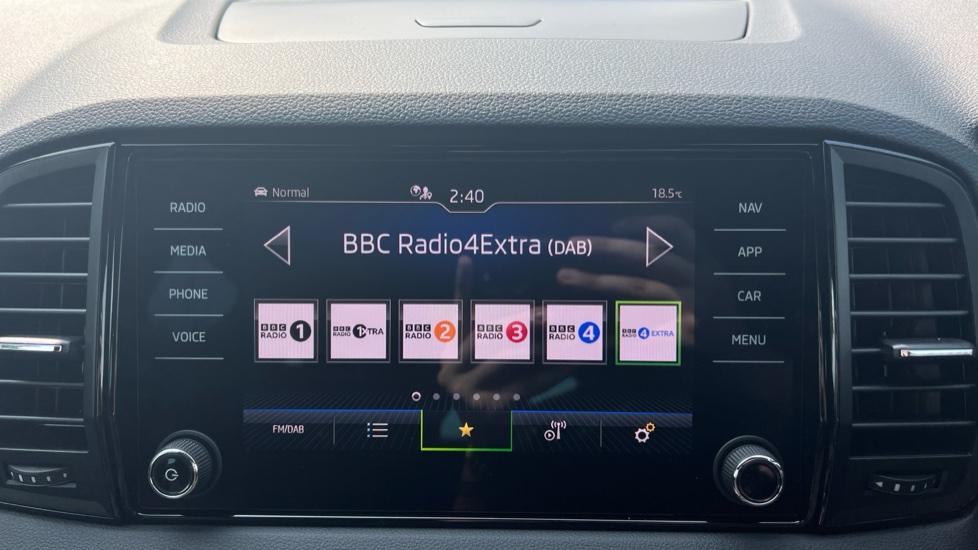 RADIO
MEDIA
PHONE
VOICE
Normal
2:40
18.5°C
BBC Radio4Extra (DAB)
BBC RADIO 1
BBC RADIO 1XTRA
BBC RADIO 2
BBC RADIO 3
BBC RADIO 4
BBC RADIO 4 EXTRA
FM/DAB
NAV
APP
CAR
MENU